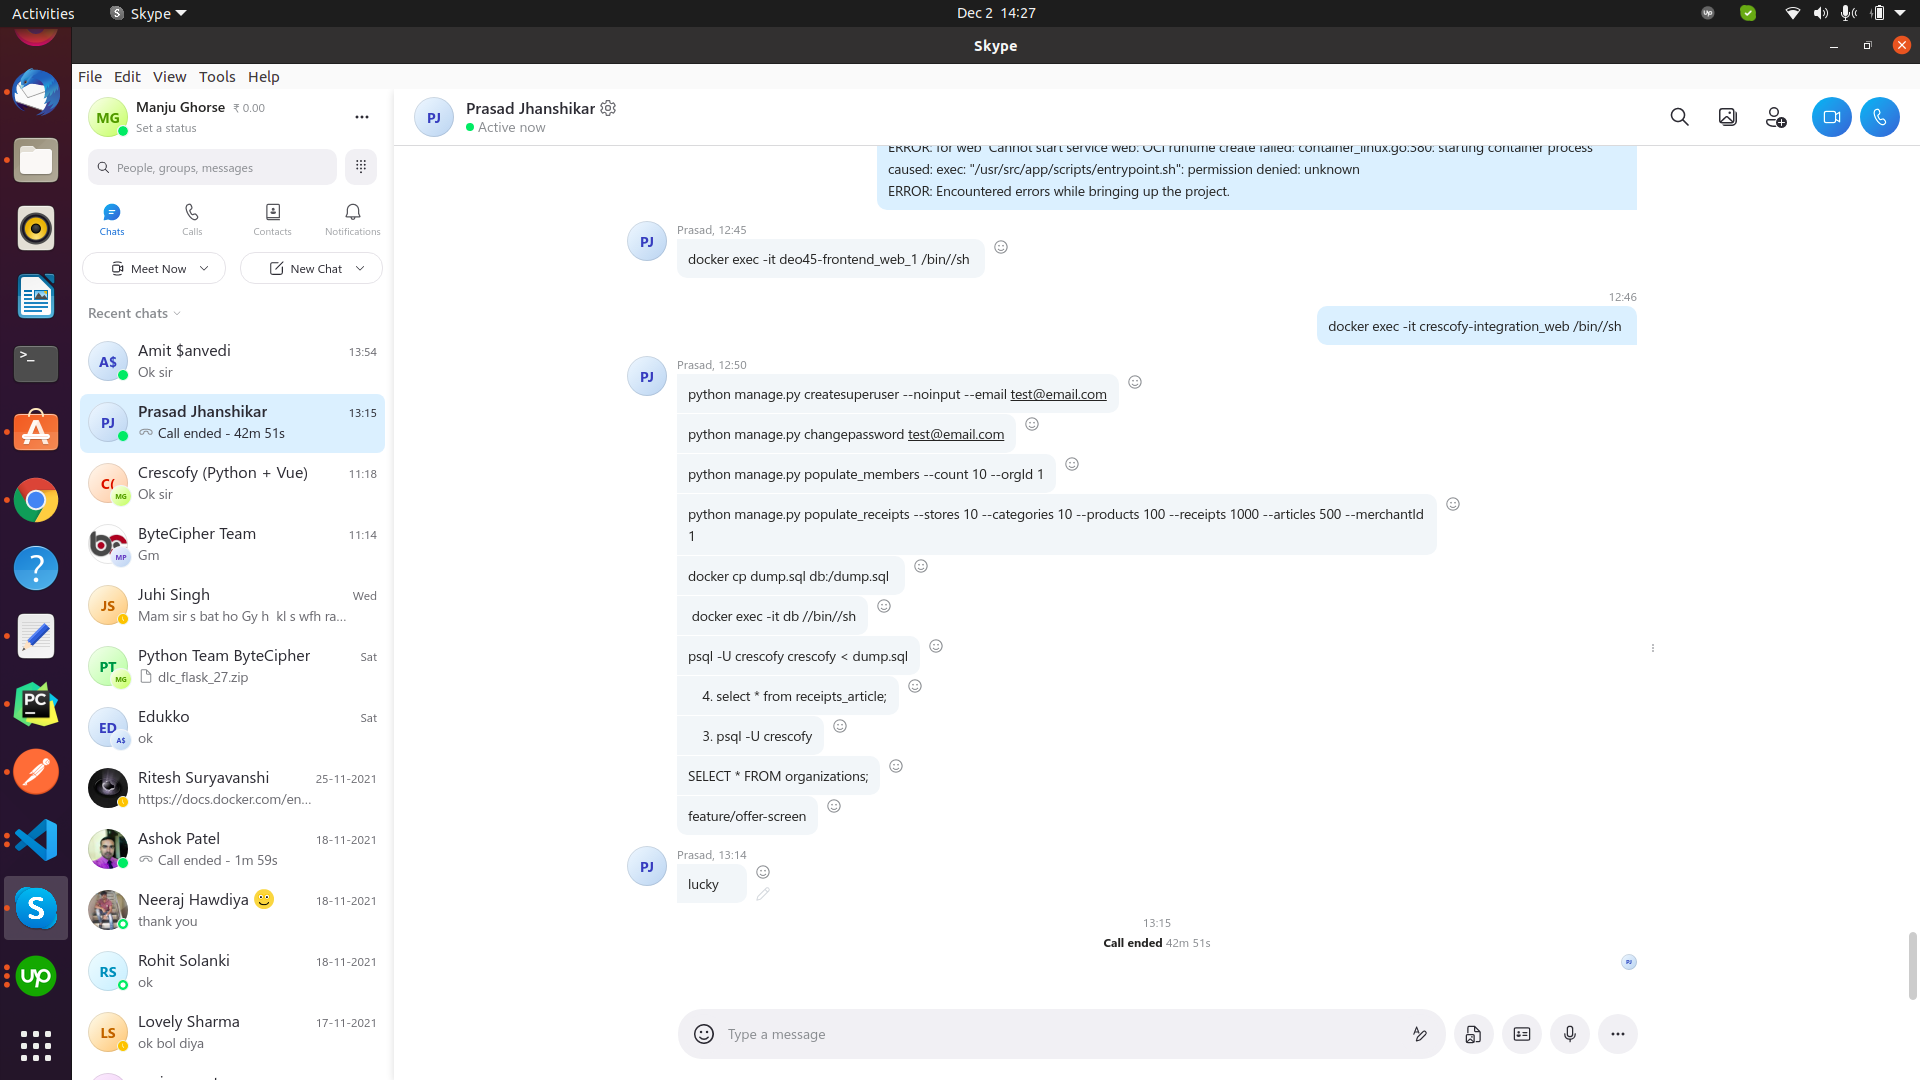 Activities
Skype
Dec 2 14:27
Skype
File Edit View Tools Help
MG
Manju Ghorse ₹ 0.00
Set a status
People, groups, messages
Chats
Calls
Contacts
Notifications
Meet Now
New Chat
Recent chats
A$
Amit $anvedi 13:54
Ok sir
PJ
Prasad Jhanshikar 13:15
Call ended - 42m 51s
C(
MG
Crescofy (Python + Vue) 11:18
Ok sir
MP
ByteCipher Team 11:14
Gm
JS
Juhi Singh Wed
Mam sir s bat ho Gy h kl s wfh ra...
PT
MG
Python Team ByteCipher Sat
dlc_flask_27.zip
ED
A$
Edukko Sat
ok
Ritesh Suryavanshi 25-11-2021
https://docs.docker.com/en...
Ashok Patel 18-11-2021
Call ended - 1m 59s
Neeraj Hawdiya 18-11-2021
thank you
RS
Rohit Solanki 18-11-2021
ok
LS
Lovely Sharma 17-11-2021
ok bol diya
PJ
Prasad Jhanshikar
Active now
ERROR: for web Cannot start service web: OCI runtime create failed: container_linux.go:380: starting container process
caused: exec: "/usr/src/app/scripts/entrypoint.sh": permission denied: unknown
ERROR: Encountered errors while bringing up the project.
PJ
Prasad, 12:45
docker exec -it deo45-frontend_web_1 /bin//sh
12:46
docker exec -it crescofy-integration_web /bin//sh
PJ
Prasad, 12:50
python manage.py createsuperuser --noinput --email test@email.com
python manage.py changepassword test@email.com
python manage.py populate_members --count 10 --orgId 1
python manage.py populate_receipts --stores 10 --categories 10 --products 100 --receipts 1000 --articles 500 --merchantId
1
docker cp dump.sql db:/dump.sql
docker exec -it db //bin//sh
psql -U crescofy crescofy < dump.sql
4. select * from receipts_article;
3. psql -U crescofy
SELECT * FROM organizations;
feature/offer-screen
PJ
Prasad, 13:14
lucky
13:15
Call ended 42m 51s
PJ
Type a message